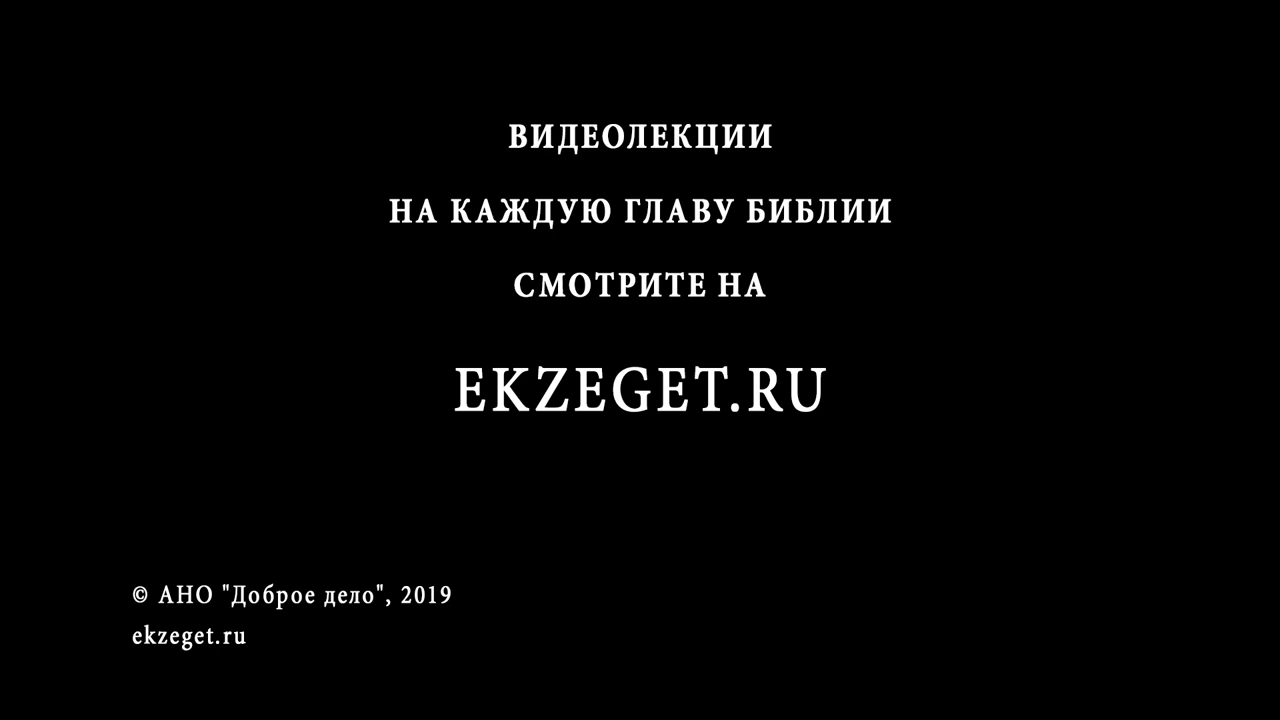 ВИДЕОЛЕКЦИИ
НА КАЖДУЮ ГЛАВУ БИБЛИИ
СМОТРИТЕ НА
EKZEGET.RU
© АНО "Доброе дело", 2019
ekzeget.ru